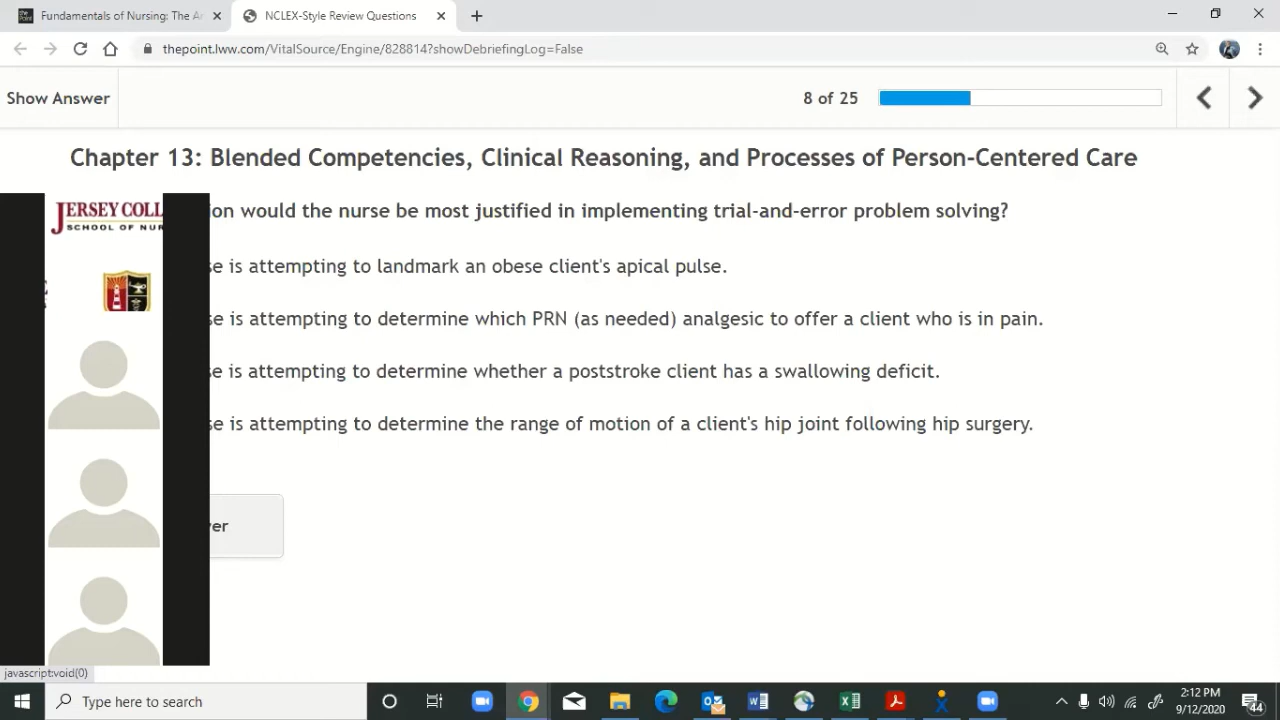 Fundamentals of Nursing: The Ar
NCLEX-Style Review Questions
thepoint.lww.com/VitalSource/Engine/828814?showDebriefingLog=False
Show Answer
8 of 25
Chapter 13: Blended Competencies, Clinical Reasoning, and Processes of Person-Centered Care
JERSEY COLL
SCHOOL OF NUR
ion would the nurse be most justified in implementing trial-and-error problem solving?
se is attempting to landmark an obese client's apical pulse.
se is attempting to determine which PRN (as needed) analgesic to offer a client who is in pain.
se is attempting to determine whether a poststroke client has a swallowing deficit.
se is attempting to determine the range of motion of a client's hip joint following hip surgery.
ver
javascript:void(0)
Type here to search
2:12 PM
9/12/2020
44